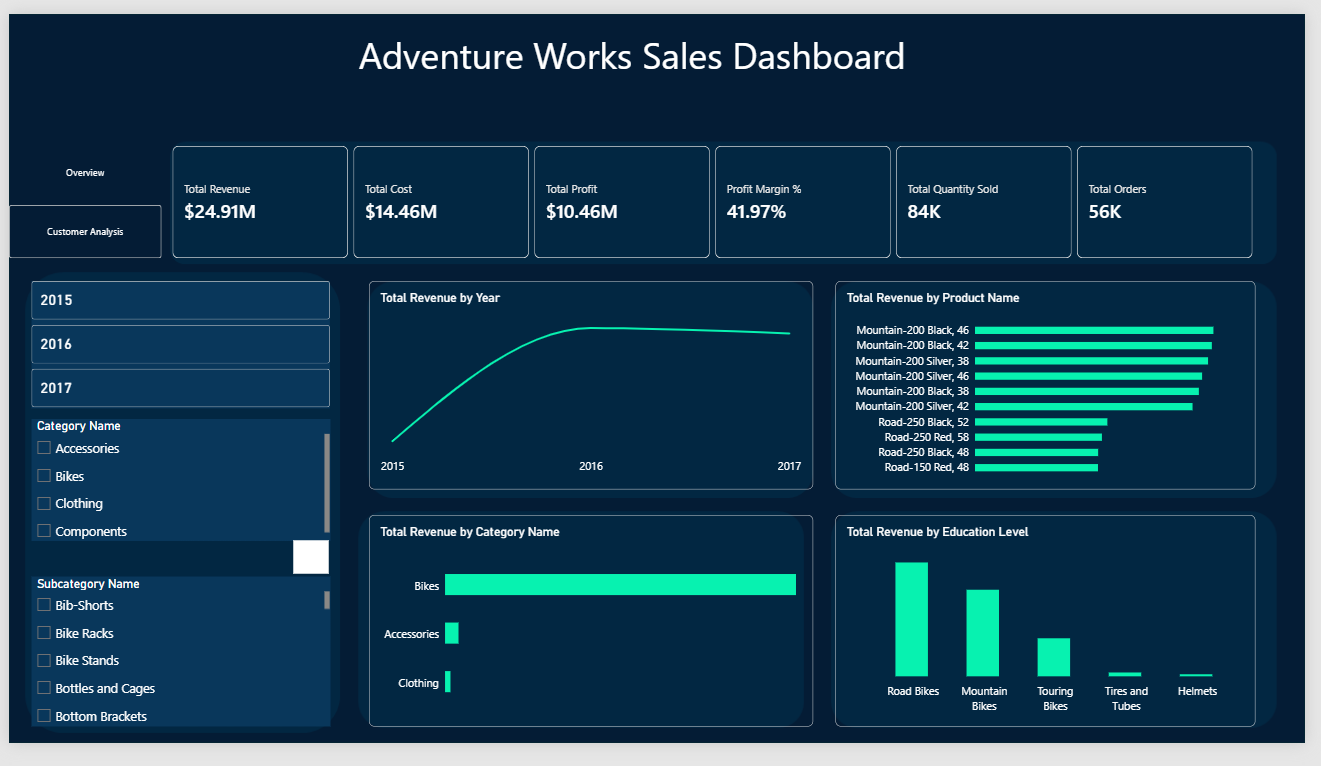 Adventure Works Sales Dashboard
Overview
Customer Analysis
Total Revenue
$24.91M
Total Cost
$14.46M
Total Profit
$10.46M
Profit Margin %
41.97%
Total Quantity Sold
84K
Total Orders
56K
2015
2016
2017
Category Name
Accessories
Bikes
Clothing
Components
Subcategory Name
Bib-Shorts
Bike Racks
Bike Stands
Bottles and Cages
Bottom Brackets
Total Revenue by Year
2015
2016
2017
Total Revenue by Product Name
Mountain-200 Black, 46
Mountain-200 Black, 42
Mountain-200 Silver, 38
Mountain-200 Silver, 46
Mountain-200 Black, 38
Mountain-200 Silver, 42
Road-250 Black, 52
Road-250 Red, 58
Road-250 Black, 48
Road-150 Red, 48
Total Revenue by Category Name
Bikes
Accessories
Clothing
Total Revenue by Education Level
Road Bikes
Mountain
Bikes
Touring
Bikes
Tires and
Tubes
Helmets